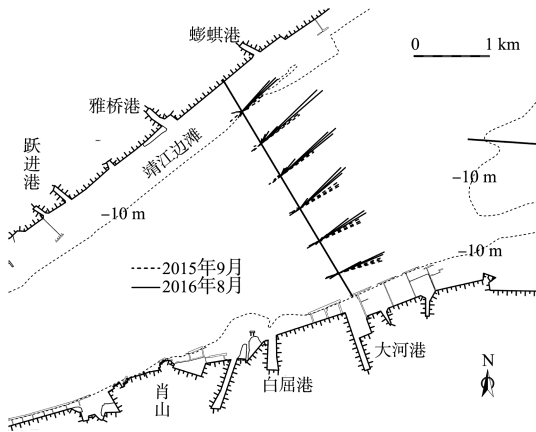 蟛蜞港
0 1 km
雅桥港
跃进港
靖江边滩
−10 m
−10 m
−10 m
2015年9月
2016年8月
大河港
白屈港
肖山
N